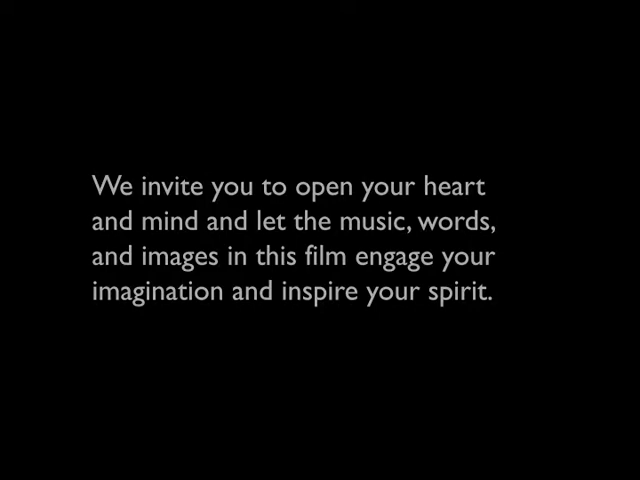 We invite you to open your heart
and mind and let the music, words,
and images in this film engage your
imagination and inspire your spirit.